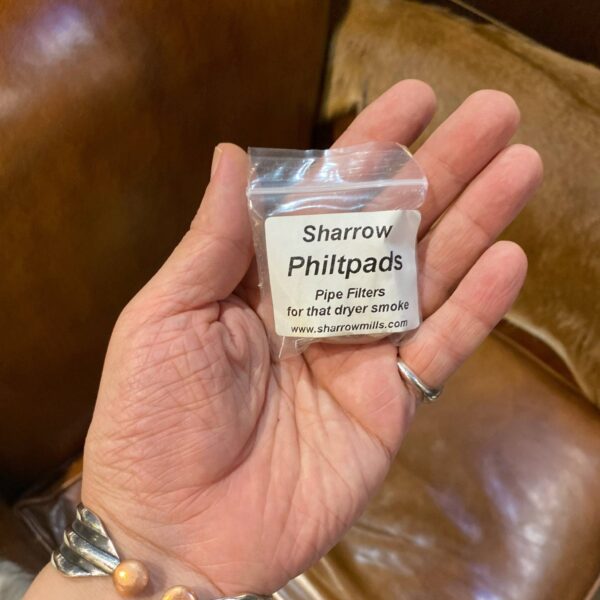 Sharrow
Philtpads
Pipe Filters
for that dryer smoke
www.sharrowmills.com